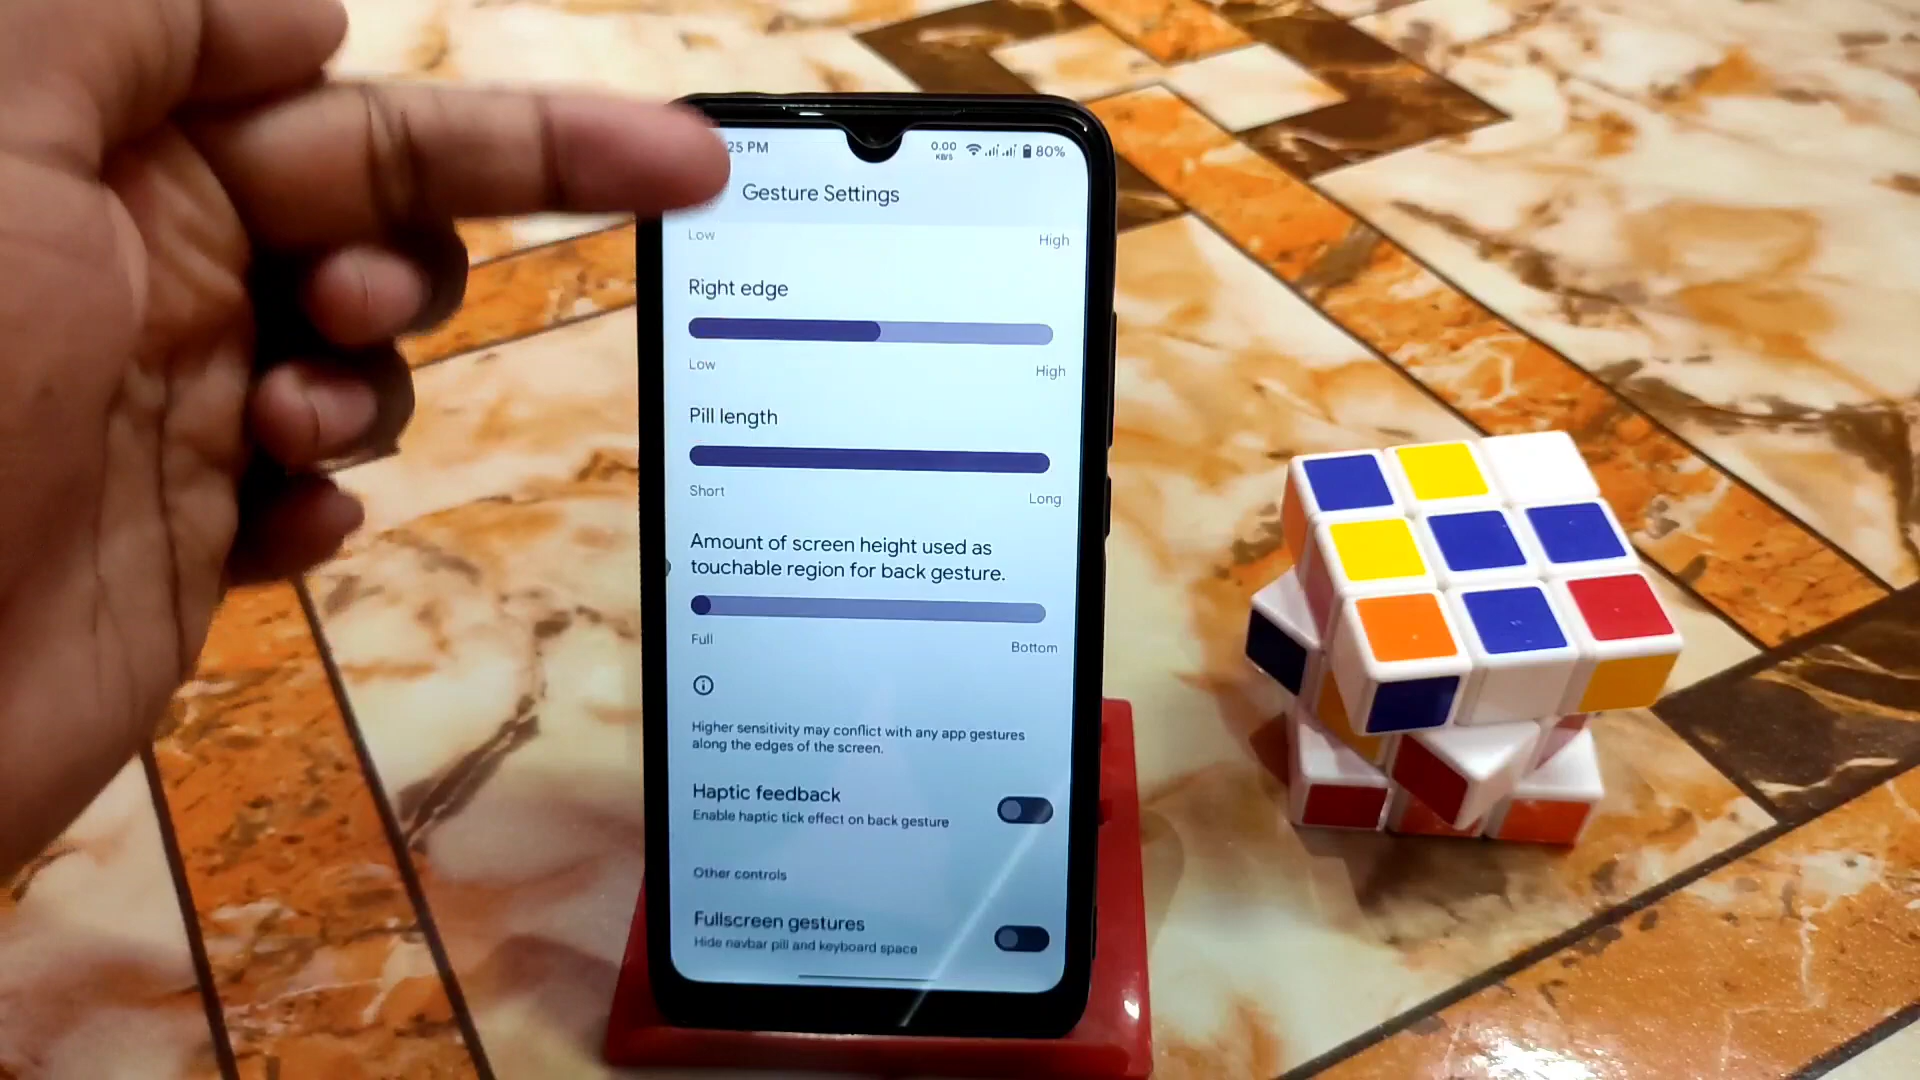 25 PM
0.00
KB/S
80%
Gesture Settings
Low
High
Right edge
Low
High
Pill length
Short
Long
Amount of screen height used as
touchable region for back gesture.
Full
Bottom
Higher sensitivity may conflict with any app gestures
along the edges of the screen.
Haptic feedback
Enable haptic tick effect on back gesture
Other controls
Fullscreen gestures
Hide navbar pill and keyboard space